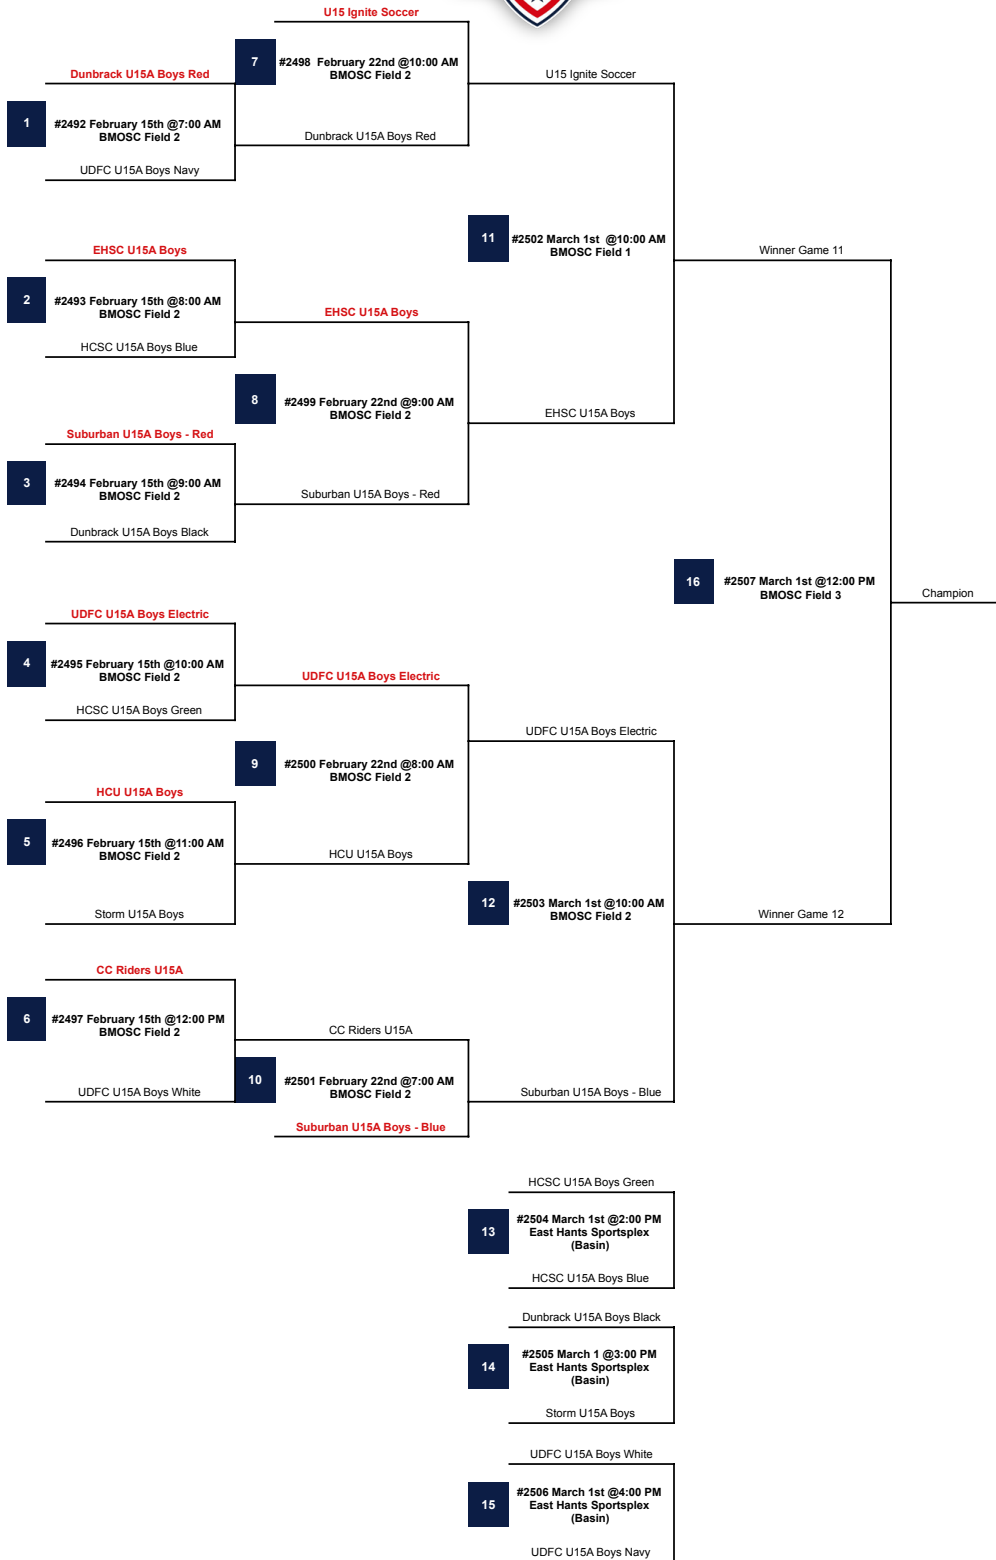 U15 Ignite Soccer
7
#2498 February 22nd @10:00 AM
BMOSC Field 2
Dunbrack U15A Boys Red
U15 Ignite Soccer
1
#2492 February 15th @7:00 AM
BMOSC Field 2
Dunbrack U15A Boys Red
UDFC U15A Boys Navy
11
#2502 March 1st @10:00 AM
BMOSC Field 1
EHSC U15A Boys
Winner Game 11
2
#2493 February 15th @8:00 AM
BMOSC Field 2
EHSC U15A Boys
HCSC U15A Boys Blue
8
#2499 February 22nd @9:00 AM
BMOSC Field 2
EHSC U15A Boys
Suburban U15A Boys - Red
3
#2494 February 15th @9:00 AM
BMOSC Field 2
Suburban U15A Boys - Red
Dunbrack U15A Boys Black
16
#2507 March 1st @12:00 PM
BMOSC Field 3
Champion
UDFC U15A Boys Electric
4
#2495 February 15th @10:00 AM
BMOSC Field 2
UDFC U15A Boys Electric
HCSC U15A Boys Green
UDFC U15A Boys Electric
9
#2500 February 22nd @8:00 AM
BMOSC Field 2
HCU U15A Boys
5
#2496 February 15th @11:00 AM
BMOSC Field 2
HCU U15A Boys
Storm U15A Boys
12
#2503 March 1st @10:00 AM
BMOSC Field 2
Winner Game 12
CC Riders U15A
6
#2497 February 15th @12:00 PM
BMOSC Field 2
CC Riders U15A
UDFC U15A Boys White
10
#2501 February 22nd @7:00 AM
BMOSC Field 2
Suburban U15A Boys - Blue
Suburban U15A Boys - Blue
HCSC U15A Boys Green
13
#2504 March 1st @2:00 PM
East Hants Sportsplex
(Basin)
HCSC U15A Boys Blue
Dunbrack U15A Boys Black
14
#2505 March 1 @3:00 PM
East Hants Sportsplex
(Basin)
Storm U15A Boys
UDFC U15A Boys White
15
#2506 March 1st @4:00 PM
East Hants Sportsplex
(Basin)
UDFC U15A Boys Navy